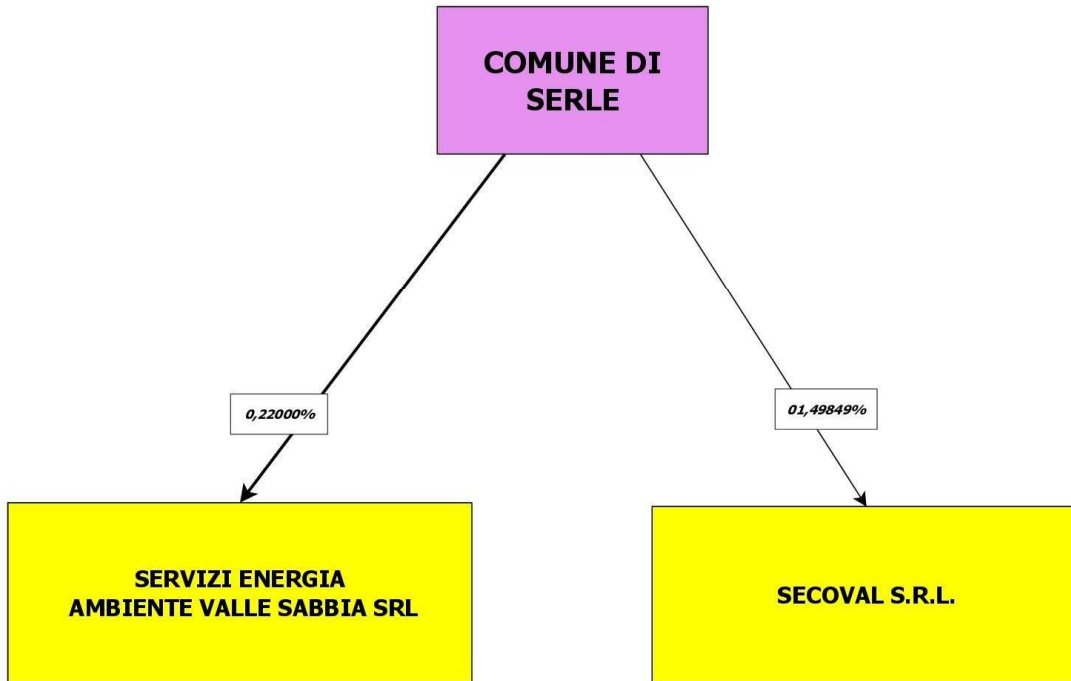 COMUNE DI
SERLE
0,22000%
01,49849%
SERVIZI ENERGIA
AMBIENTE VALLE SABBIA SRL
SECOVAL S.R.L.